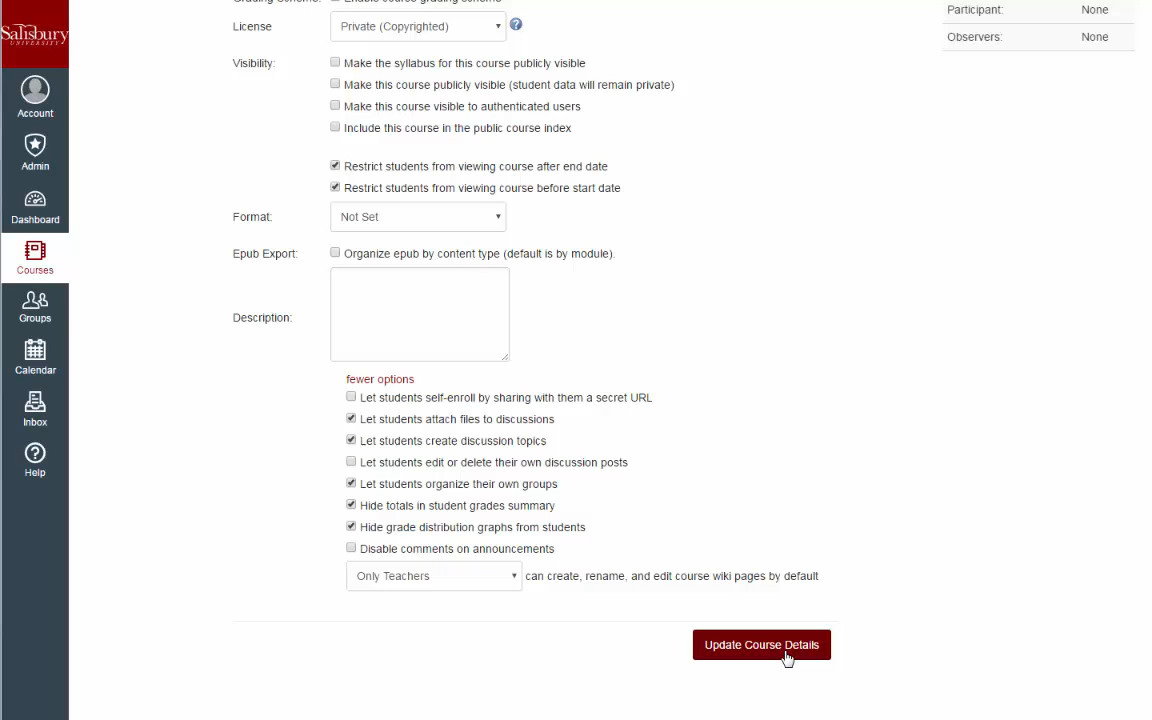 Grading Scheme: Enable course grading scheme
Participant: None
Salisbury
UNIVERSITY
License Private (Copyrighted) ?
Observers: None
Visibility: Make the syllabus for this course publicly visible
Make this course publicly visible (student data will remain private)
Make this course visible to authenticated users
Include this course in the public course index
Restrict students from viewing course after end date
Restrict students from viewing course before start date
Format: Not Set
Epub Export: Organize epub by content type (default is by module).
Description:
fewer options
Let students self-enroll by sharing with them a secret URL
Let students attach files to discussions
Let students create discussion topics
Let students edit or delete their own discussion posts
Let students organize their own groups
Hide totals in student grades summary
Hide grade distribution graphs from students
Disable comments on announcements
Only Teachers can create, rename, and edit course wiki pages by default
Update Course Details
Account
Admin
Dashboard
Courses
Groups
Calendar
Inbox
Help